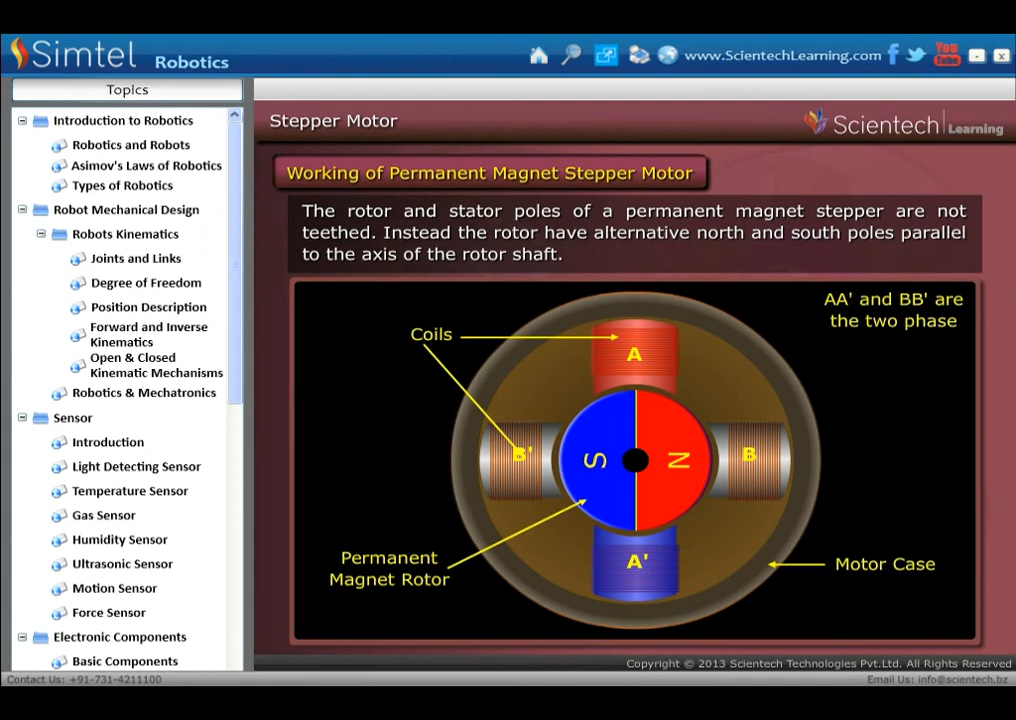 Simtel Robotics
www.ScientechLearning.com
f
You
Tube
-
x
Topics
Introduction to Robotics
Robotics and Robots
Asimov's Laws of Robotics
Types of Robotics
Robot Mechanical Design
Robots Kinematics
Joints and Links
Degree of Freedom
Position Description
Forward and Inverse
Kinematics
Open & Closed
Kinematic Mechanisms
Robotics & Mechatronics
Sensor
Introduction
Light Detecting Sensor
Temperature Sensor
Gas Sensor
Humidity Sensor
Ultrasonic Sensor
Motion Sensor
Force Sensor
Electronic Components
Basic Components
Stepper Motor
Scientech Learning
Working of Permanent Magnet Stepper Motor
The rotor and stator poles of a permanent magnet stepper are not
teethed. Instead the rotor have alternative north and south poles parallel
to the axis of the rotor shaft.
AA' and BB' are
the two phase
Coils
A
B'
S
N
B
A'
Permanent
Magnet Rotor
Motor Case
Copyright © 2013 Scientech Technologies Pvt.Ltd. All Rights Reserved
Contact Us: +91-731-4211100
Email Us: info@scientech.bz